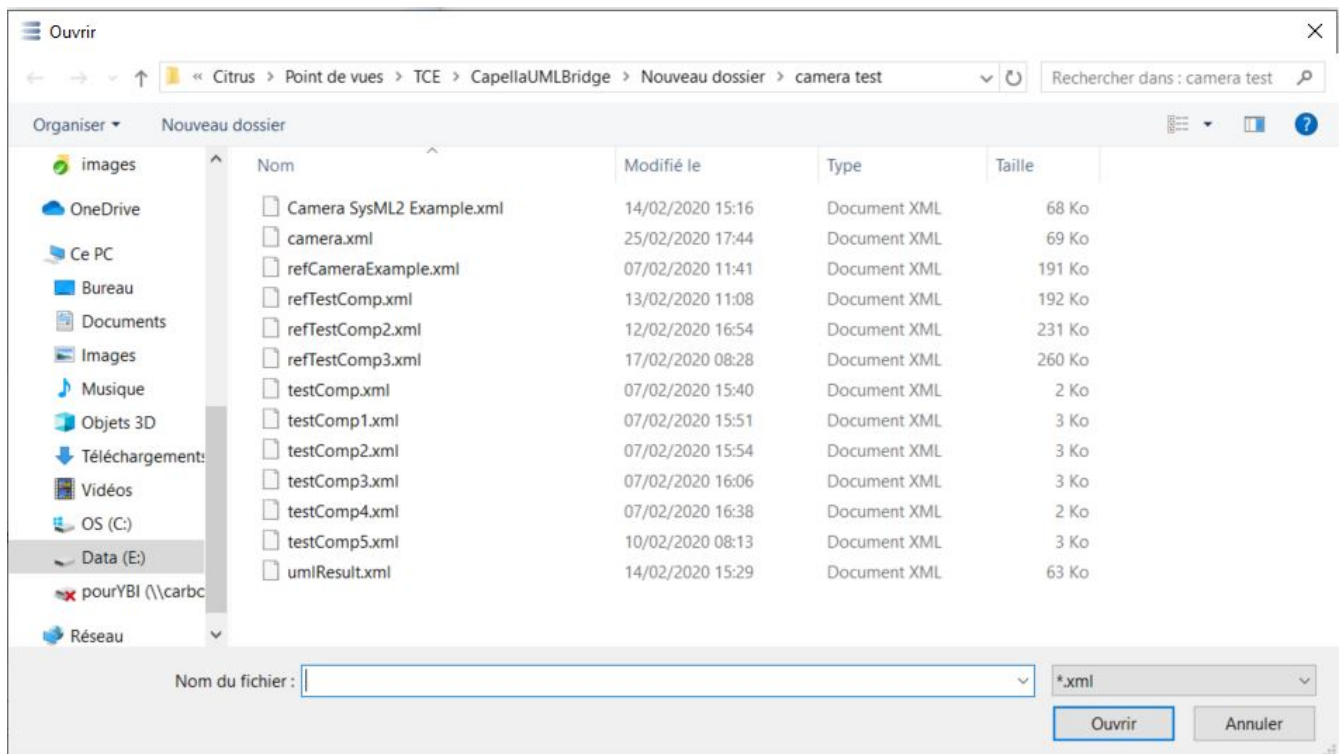 Ouvrir
« Citrus > Point de vues > TCE > CapellaUMLBridge > Nouveau dossier > camera test
Rechercher dans : camera test
Organiser Nouveau dossier
?
images
OneDrive
Ce PC
Bureau
Documents
Images
Musique
Objets 3D
Téléchargements
Vidéos
OS (C:)
Data (E:)
pourYBI (\\carbc
Réseau
Nom Modifié le Type Taille
Camera SysML2 Example.xml 14/02/2020 15:16 Document XML 68 Ko
camera.xml 25/02/2020 17:44 Document XML 69 Ko
refCameraExample.xml 07/02/2020 11:41 Document XML 191 Ko
refTestComp.xml 13/02/2020 11:08 Document XML 192 Ko
refTestComp2.xml 12/02/2020 16:54 Document XML 231 Ko
refTestComp3.xml 17/02/2020 08:28 Document XML 260 Ko
testComp.xml 07/02/2020 15:40 Document XML 2 Ko
testComp1.xml 07/02/2020 15:51 Document XML 3 Ko
testComp2.xml 07/02/2020 15:54 Document XML 3 Ko
testComp3.xml 07/02/2020 16:06 Document XML 3 Ko
testComp4.xml 07/02/2020 16:38 Document XML 2 Ko
testComp5.xml 10/02/2020 08:13 Document XML 3 Ko
umlResult.xml 14/02/2020 15:29 Document XML 63 Ko
Nom du fichier :
*.xml
Ouvrir Annuler